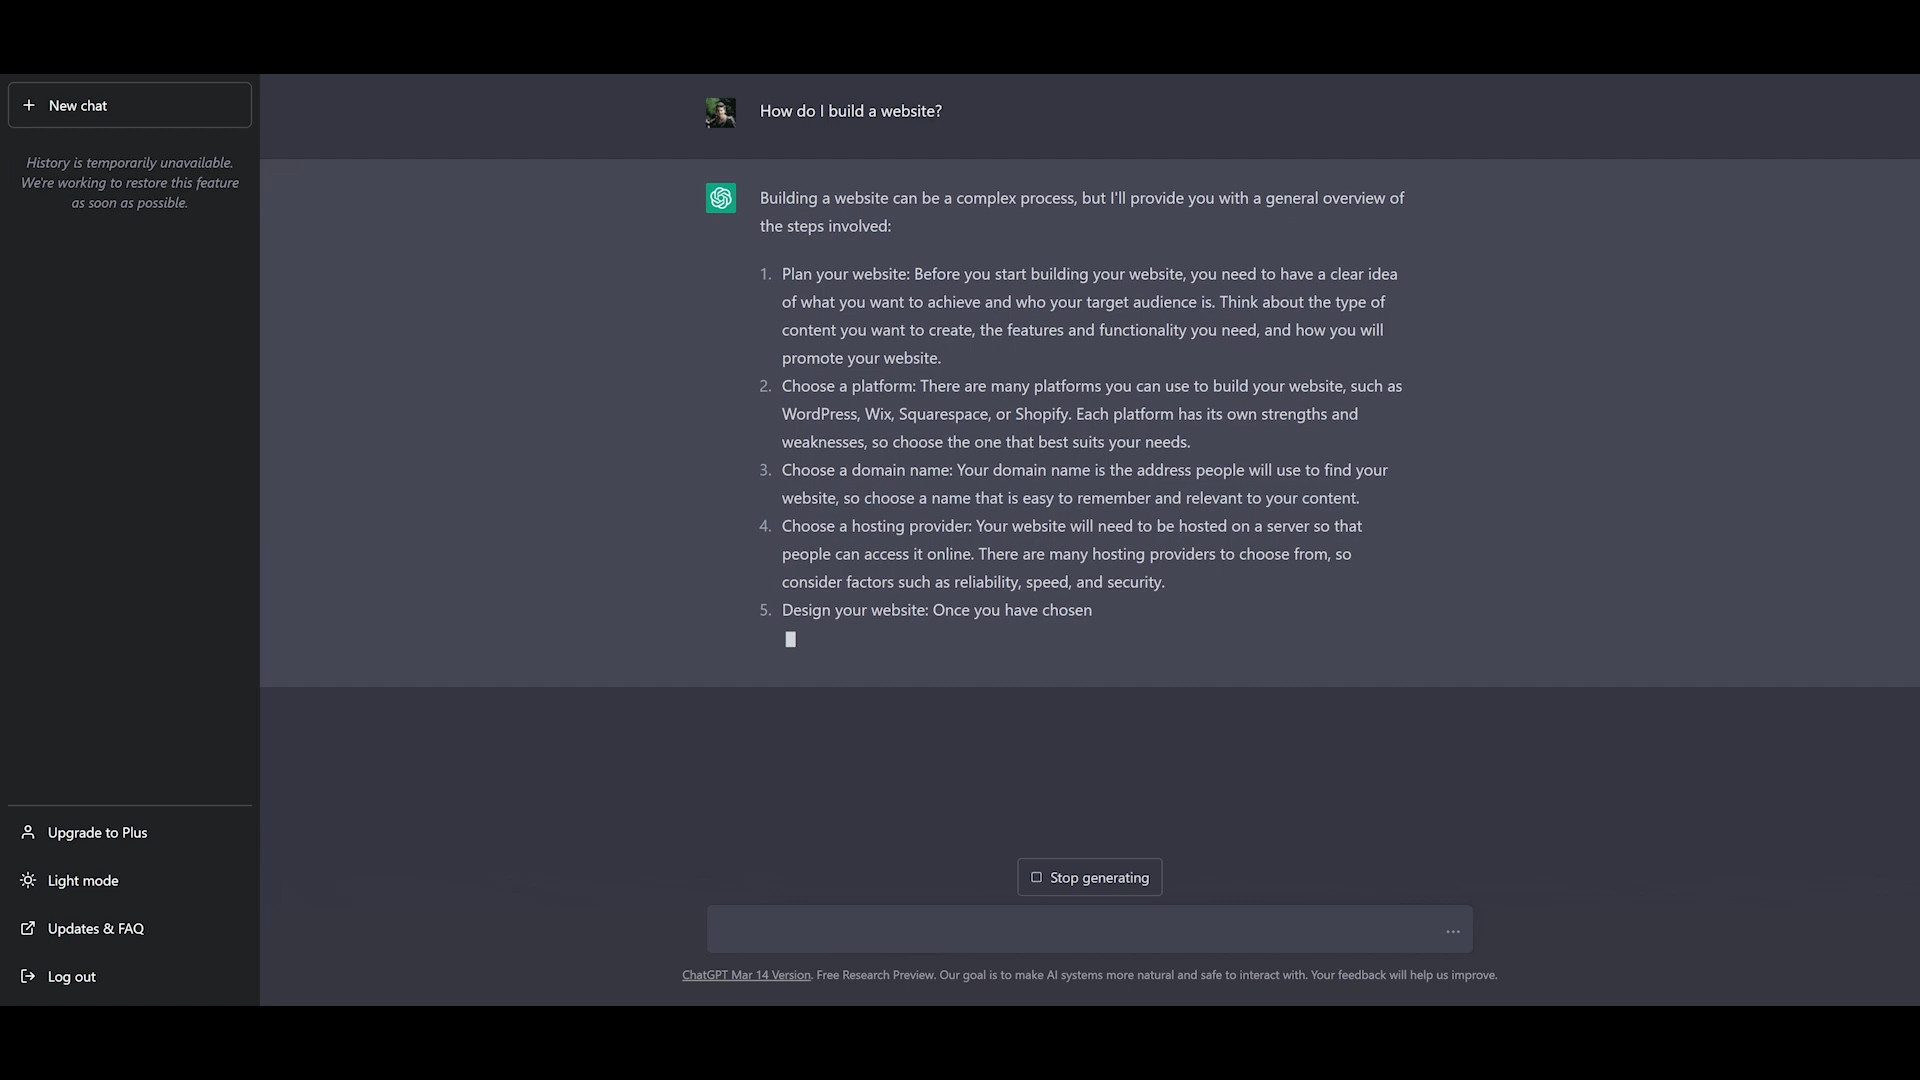 New chat
History is temporarily unavailable.
We're working to restore this feature
as soon as possible.
How do I build a website?
Building a website can be a complex process, but I'll provide you with a general overview of
the steps involved:
1. Plan your website: Before you start building your website, you need to have a clear idea
of what you want to achieve and who your target audience is. Think about the type of
content you want to create, the features and functionality you need, and how you will
promote your website.
2. Choose a platform: There are many platforms you can use to build your website, such as
WordPress, Wix, Squarespace, or Shopify. Each platform has its own strengths and
weaknesses, so choose the one that best suits your needs.
3. Choose a domain name: Your domain name is the address people will use to find your
website, so choose a name that is easy to remember and relevant to your content.
4. Choose a hosting provider: Your website will need to be hosted on a server so that
people can access it online. There are many hosting providers to choose from, so
consider factors such as reliability, speed, and security.
5. Design your website: Once you have chosen
Upgrade to Plus
Light mode
Updates & FAQ
Log out
Stop generating
ChatGPT Mar 14 Version. Free Research Preview. Our goal is to make AI systems more natural and safe to interact with. Your feedback will help us improve.